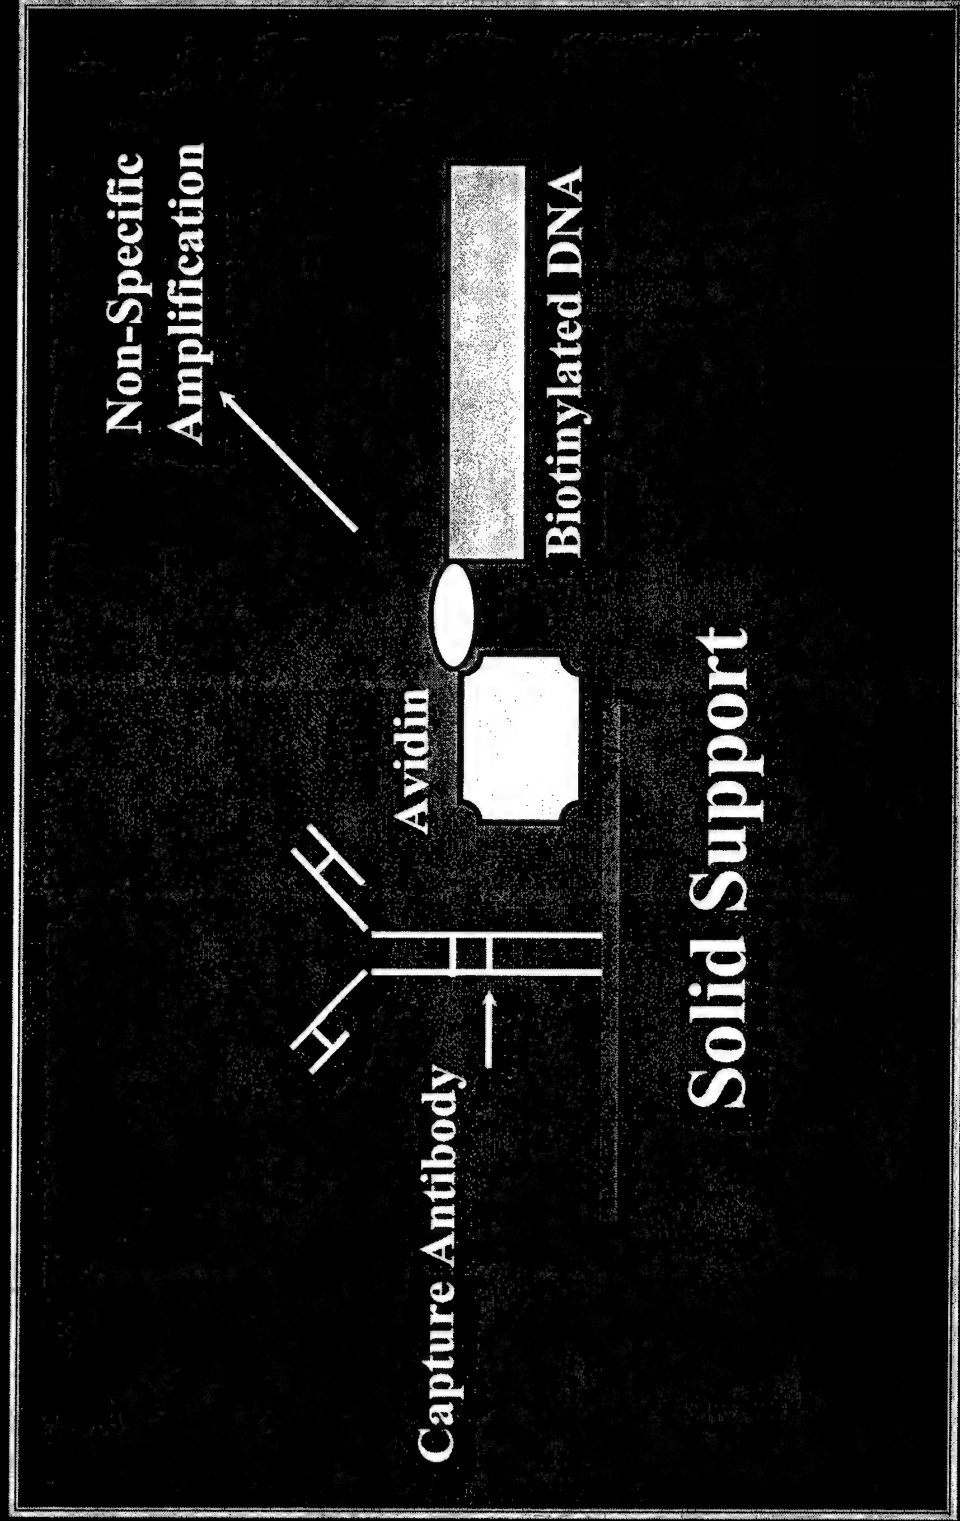 Non-Specific
Amplification
Avidin
Capture Antibody
Biotinylated DNA
Solid Support